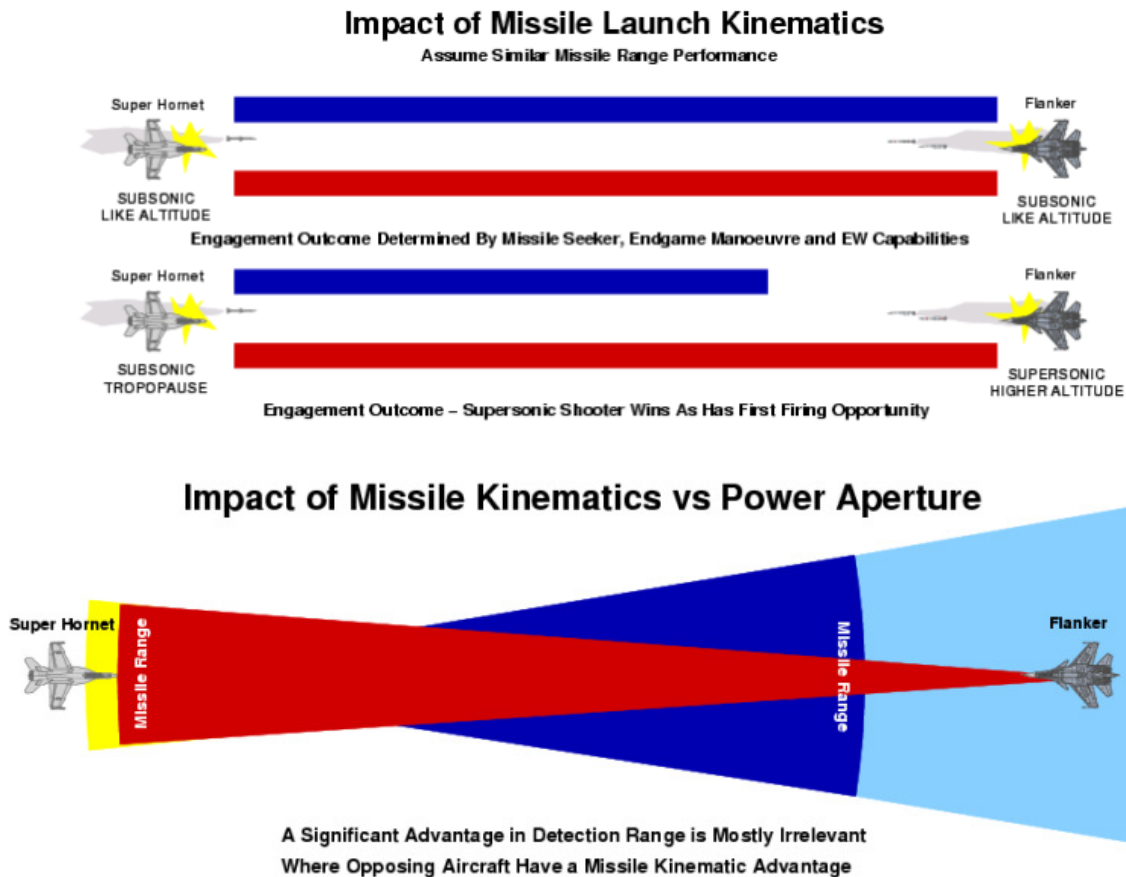 Impact of Missile Launch Kinematics
Assume Similar Missile Range Performance
Super Hornet
Flanker
SUBSONIC
LIKE ALTITUDE
SUBSONIC
LIKE ALTITUDE
Engagement Outcome Determined By Missile Seeker, Endgame Manoeuvre and EW Capabilities
Super Hornet
Flanker
SUBSONIC
TROPOPAUSE
SUPERSONIC
HIGHER ALTITUDE
Engagement Outcome – Supersonic Shooter Wins As Has First Firing Opportunity
Impact of Missile Kinematics vs Power Aperture
Super Hornet
Missile Range
Missile Range
Flanker
A Significant Advantage in Detection Range is Mostly Irrelevant
Where Opposing Aircraft Have a Missile Kinematic Advantage